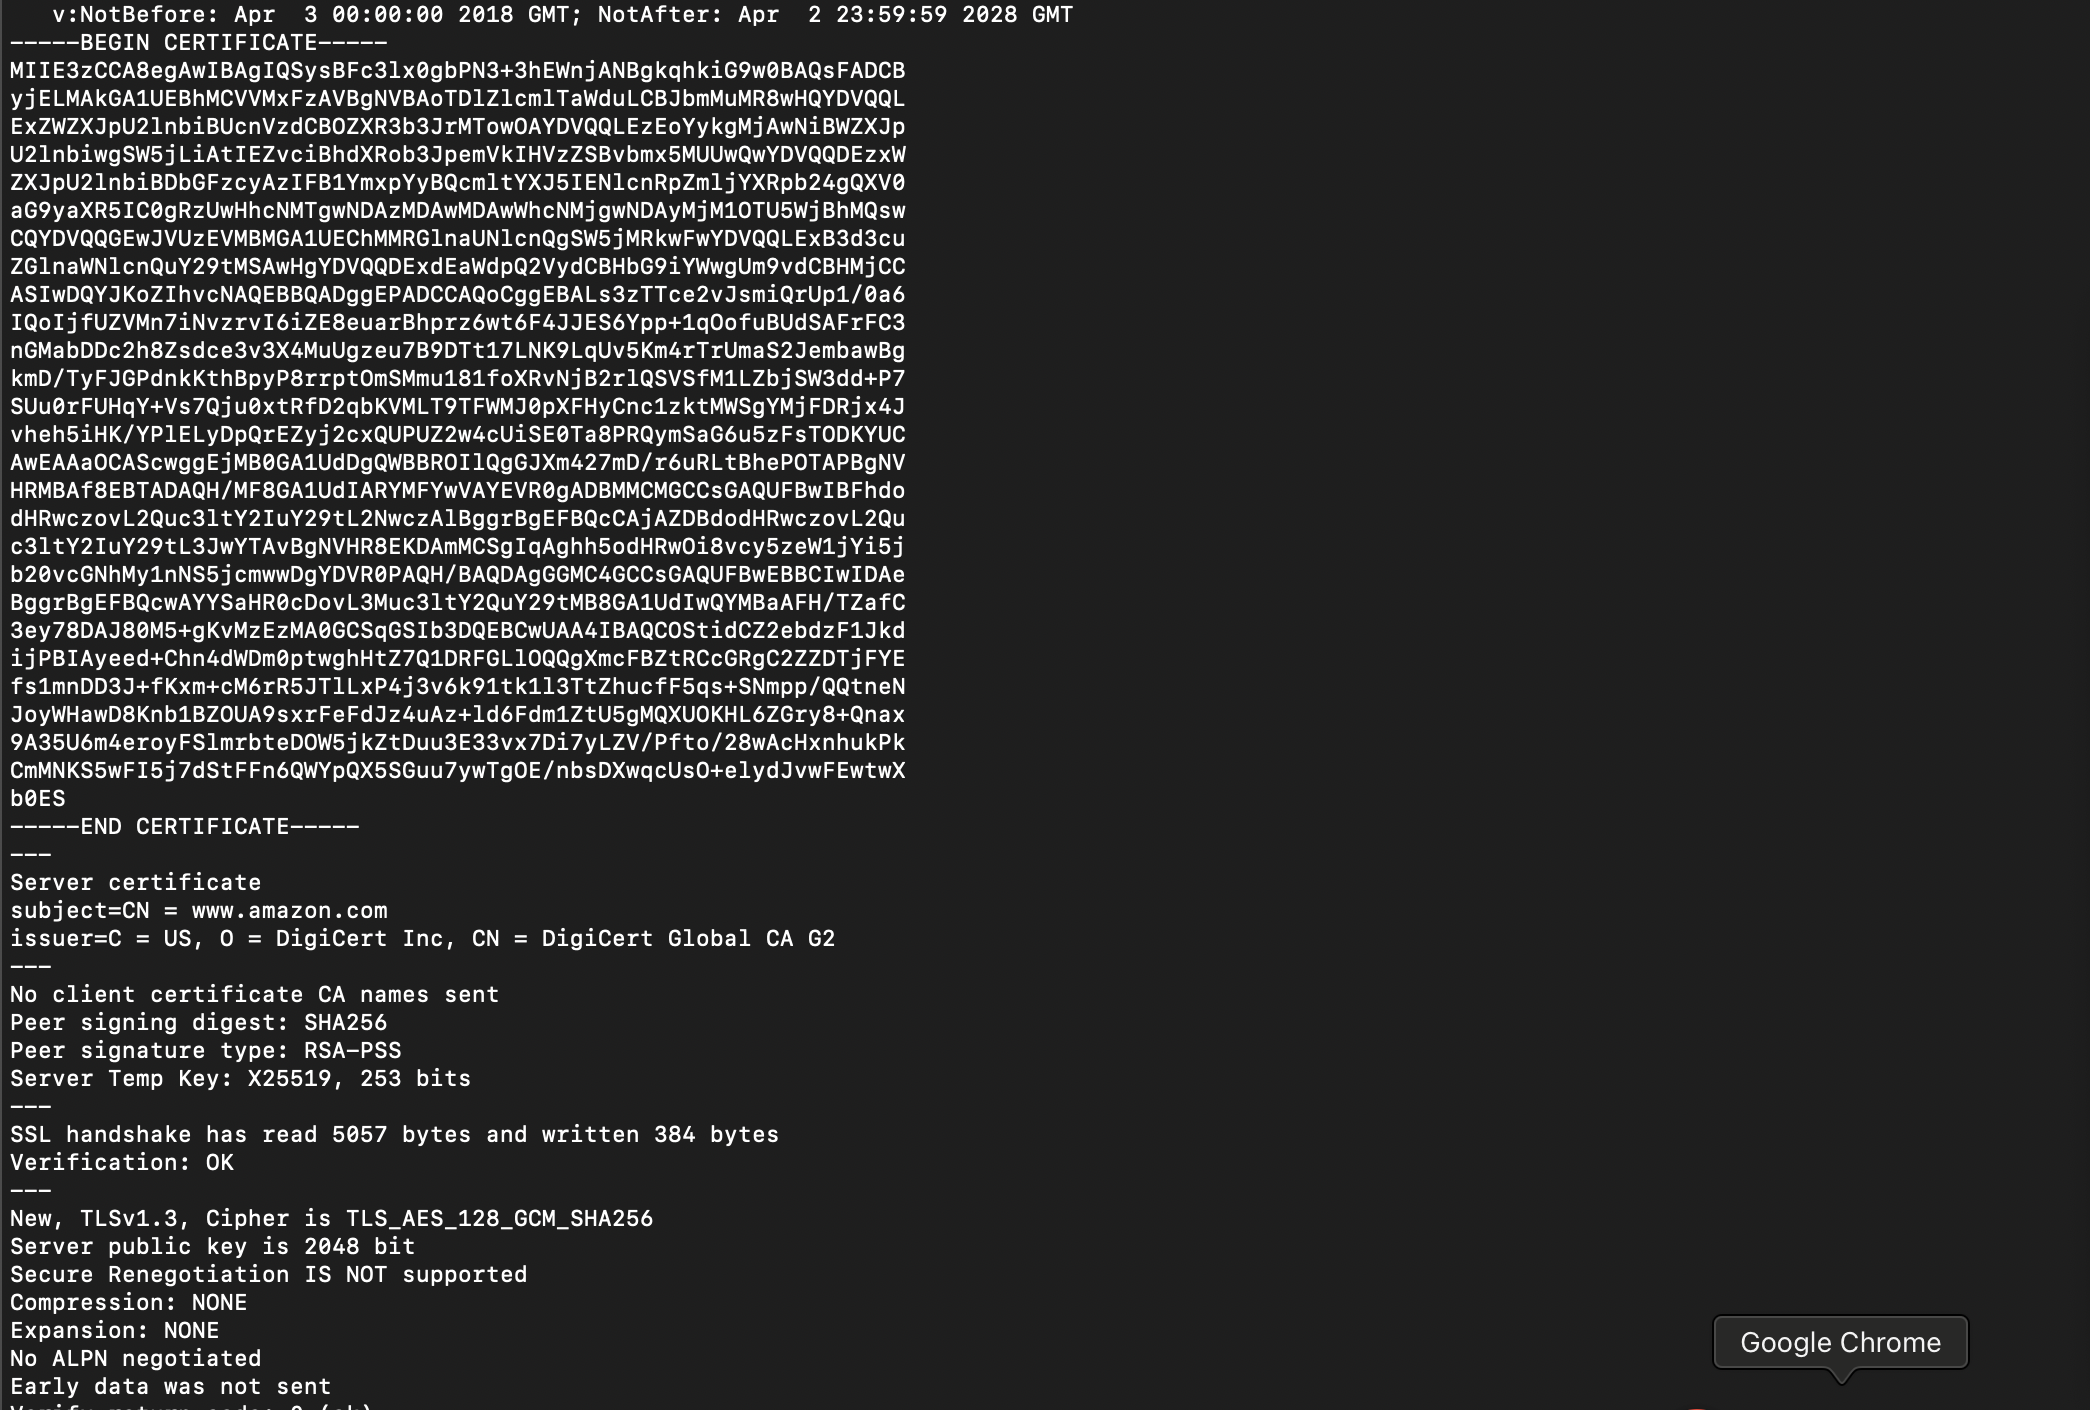 v:NotBefore: Apr  3 00:00:00 2018 GMT; NotAfter: Apr  2 23:59:59 2028 GMT
-----BEGIN CERTIFICATE-----
MIIE3zCCA8egAwIBAgIQSysBFc3lx0gbPN3+3hEWnjANBgkqhkiG9w0BAQsFADCB
yjELMAkGA1UEBhMCVVMxFzAVBgNVBAoTDlZlcmlTaWduLCBJbmMuMR8wHQYDVQQL
ExZWZXJpU2lnbiBUcnVzdCBOZXR3b3JrMTowOAYDVQQLEzEoYykgMjAwNiBWZXJp
U2lnbiwgSW5jLiAtIEZvciBhdXRob3JpemVkIHVzZSBvbmx5MUUwQwYDVQQDEzxW
ZXJpU2lnbiBDbGFzcyAzIFB1YmxpYyBQcmltYXJ5IENlcnRpZmljYXRpb24gQXV0
aG9yaXR5IC0gRzUwHhcNMTgwNDAzMDAwMDAwWhcNMjgwNDAyMjM1OTU5WjBhMQsw
CQYDVQQGEwJVUzEVMBMGA1UEChMMRGlnaUNlcnQgSW5jMRkwFwYDVQQLExB3d3cu
ZGlnaWNlcnQuY29tMSAwHgYDVQQDExdEaWdpQ2VydCBHbG9iYWwgUm9vdCBHMjCC
ASIwDQYJKoZIhvcNAQEBBQADggEPADCCAQoCggEBALs3zTTce2vJsmiQrUp1/0a6
IQoIjfUZVMn7iNvzrvI6iZE8euarBhprz6wt6F4JJES6Ypp+1qOofuBUdSAFrFC3
nGMabDDc2h8Zsdce3v3X4MuUgzeu7B9DTt17LNK9LqUv5Km4rTrUmaS2JembawBg
kmD/TyFJGPdnkKthBpyP8rrptOmSMmu181foXRvNjB2rlQSVSfM1LZbjSW3dd+P7
SUu0rFUHqY+Vs7Qju0xtRfD2qbKVMLT9TFWMJ0pXFHyCnc1zktMWSgYMjFDRjx4J
vheh5iHK/YPlELyDpQrEZyj2cxQUPUZ2w4cUiSE0Ta8PRQymSaG6u5zFsTODKYUC
AwEAAaOCAScwggEjMB0GA1UdDgQWBBROIlQgGJXm427mD/r6uRLtBhePOTAPBgNV
HRMBAf8EBTADAQH/MF8GA1UdIARYMFYwVAYEVR0gADBMMCMGCCsGAQUFBwIBFhdo
dHRwczovL2Quc3ltY2IuY29tL2NwczAlBggrBgEFBQcCAjAZDBdodHRwczovL2Qu
c3ltY2IuY29tL3JwYTAvBgNVHR8EKDAmMCSgIqAghh5odHRwOi8vcy5zeW1jYi5j
b20vcGNhMy1nNS5jcmwwDgYDVR0PAQH/BAQDAgGGMC4GCCsGAQUFBwEBBCIwIDAe
BggrBgEFBQcwAYYSaHR0cDovL3Muc3ltY2QuY29tMB8GA1UdIwQYMBaAFH/TZafC
3ey78DAJ80M5+gKvMzEzMA0GCSqGSIb3DQEBCwUAA4IBAQCOStidCZ2ebdzF1Jkd
ijPBIAyeed+Chn4dWDm0ptwghHtZ7Q1DRFGLlOQQgXmcFBZtRCcGRgC2ZZDTjFYE
fs1mnDD3J+fKxm+cM6rR5JTlLxP4j3v6k91tk1l3TtZhucfF5qs+SNmpp/QQtneN
JoyWHawD8Knb1BZOUA9sxrFeFdJz4uAz+ld6Fdm1ZtU5gMQXUOKHL6ZGry8+Qnax
9A35U6m4eroyFSlmrbteDOW5jkZtDuu3E33vx7Di7yLZV/Pfto/28wAcHxnhukPk
CmMNKS5wFI5j7dStFFn6QWYpQX5SGuu7ywTgOE/nbsDXwqcUsO+elydJvwFEwtwX
b0ES
-----END CERTIFICATE-----
---
Server certificate
subject=CN = www.amazon.com
issuer=C = US, O = DigiCert Inc, CN = DigiCert Global CA G2
---
No client certificate CA names sent
Peer signing digest: SHA256
Peer signature type: RSA-PSS
Server Temp Key: X25519, 253 bits
---
SSL handshake has read 5057 bytes and written 384 bytes
Verification: OK
---
New, TLSv1.3, Cipher is TLS_AES_128_GCM_SHA256
Server public key is 2048 bit
Secure Renegotiation IS NOT supported
Compression: NONE
Expansion: NONE
Google Chrome
No ALPN negotiated
Early data was not sent